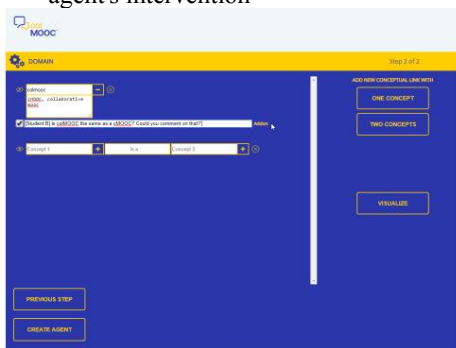 agent's intervention
MOOC
DOMAIN
Step 2 of 2
ADD NEW CONCEPTUAL LINK WITH
colmooc
cMOOC, collaborative
MOOC
ONE CONCEPT
[Student B] is colMOOC the same as a cMOOC? Could you comment on that?
TWO CONCEPTS
Concept 1
is a
Concept 2
VISUALIZE
PREVIOUS STEP
CREATE AGENT